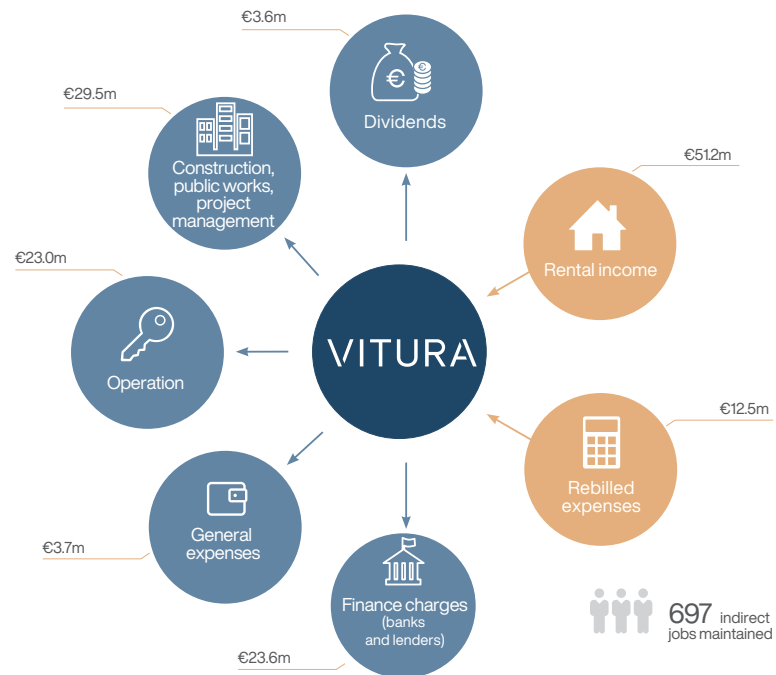 €3.6m
Dividends
€29.5m
Construction,
public works,
project
management
€51.2m
Rental income
€23.0m
Operation
VITURA
€12.5m
Rebilled
expenses
General
expenses
€3.7m
Finance charges
(banks
and lenders)
€23.6m
697 indirect
jobs maintained